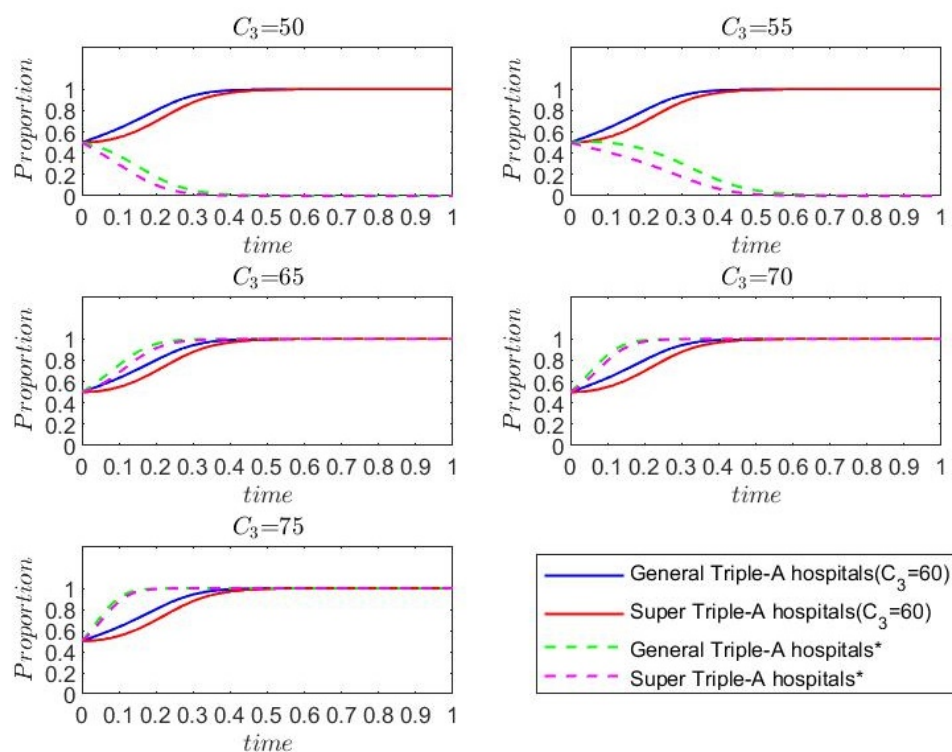 C₃=50
Proportion
1
0.8
0.6
0.4
0.2
0
0 0.1 0.2 0.3 0.4 0.5 0.6 0.7 0.8 0.9 1
time
C₃=55
Proportion
1
0.8
0.6
0.4
0.2
0
0 0.1 0.2 0.3 0.4 0.5 0.6 0.7 0.8 0.9 1
time
C₃=65
Proportion
1
0.8
0.6
0.4
0.2
0
0 0.1 0.2 0.3 0.4 0.5 0.6 0.7 0.8 0.9 1
time
C₃=70
Proportion
1
0.8
0.6
0.4
0.2
0
0 0.1 0.2 0.3 0.4 0.5 0.6 0.7 0.8 0.9 1
time
C₃=75
Proportion
1
0.8
0.6
0.4
0.2
0
0 0.1 0.2 0.3 0.4 0.5 0.6 0.7 0.8 0.9 1
time
General Triple-A hospitals(C₃=60)
Super Triple-A hospitals(C₃=60)
General Triple-A hospitals*
Super Triple-A hospitals*